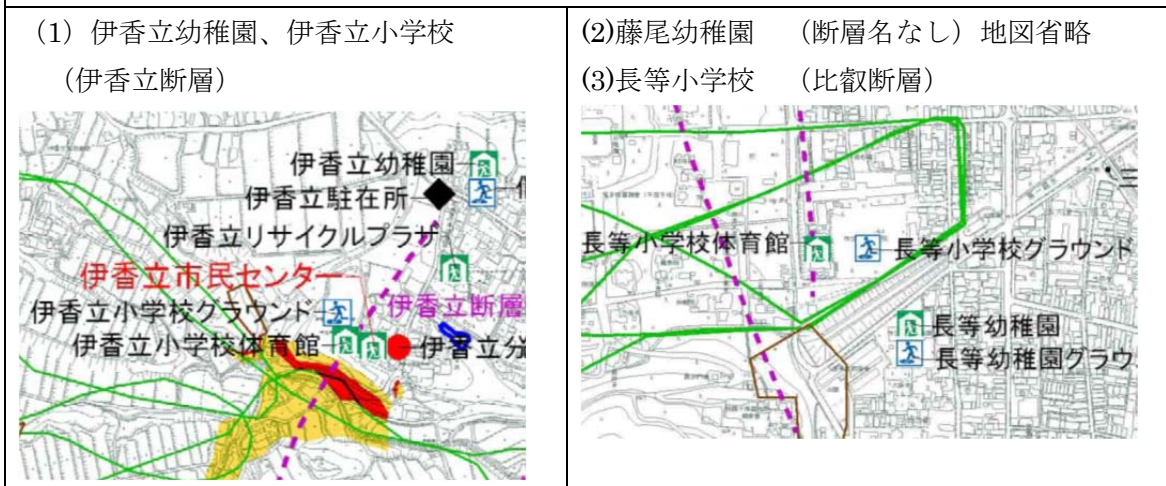 (1) 伊香立幼稚園、伊香立小学校
(伊香立断層)
伊香立幼稚園
伊香立駐在所
伊香立リサイクルプラザ
伊香立市民センター
伊香立断層
伊香立小学校グラウンド
伊香立小学校体育館
伊香立分
(2)藤尾幼稚園 (断層名なし)地図省略
(3)長等小学校 (比叡断層)
三
長等小学校体育館
長等小学校グラウンド
長等幼稚園
長等幼稚園グラウ